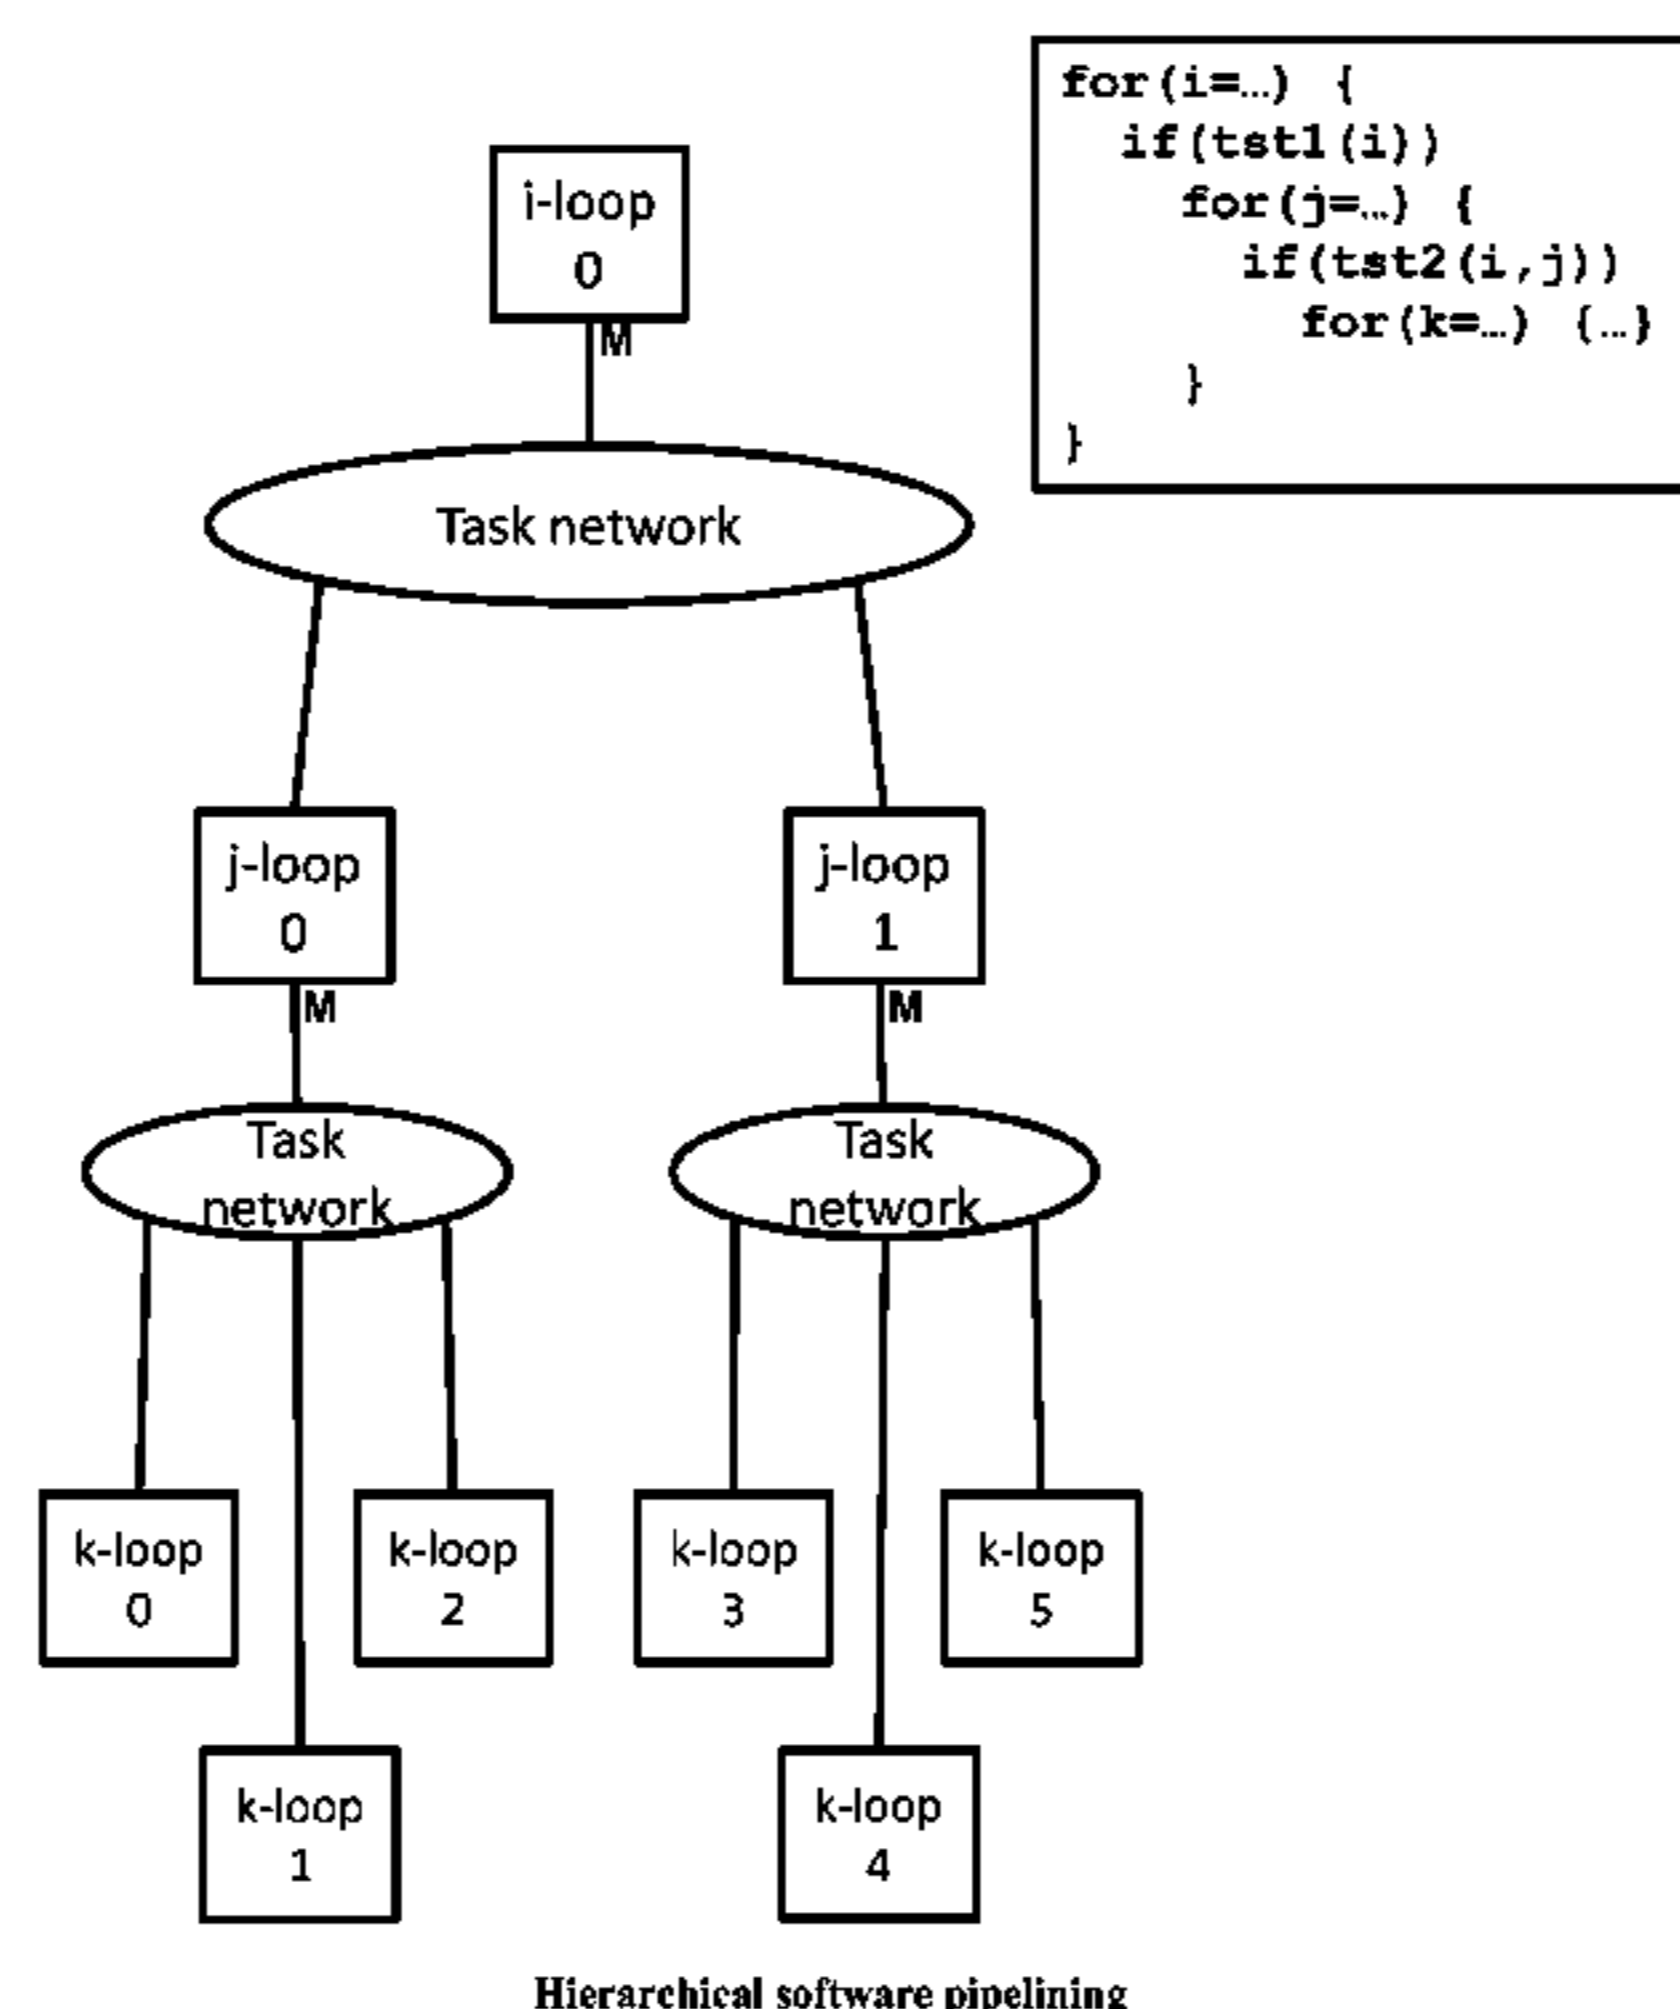 for(i=…) {
if(tst1(i))
for(j=…) {
if(tst2(i,j))
for(k=…) {…}
}
}
i-loop
0
M
Task network
j-loop
0
M
j-loop
1
M
Task
network
Task
network
k-loop
0
k-loop
2
k-loop
3
k-loop
5
k-loop
1
k-loop
4
Hierarchical software pipelining